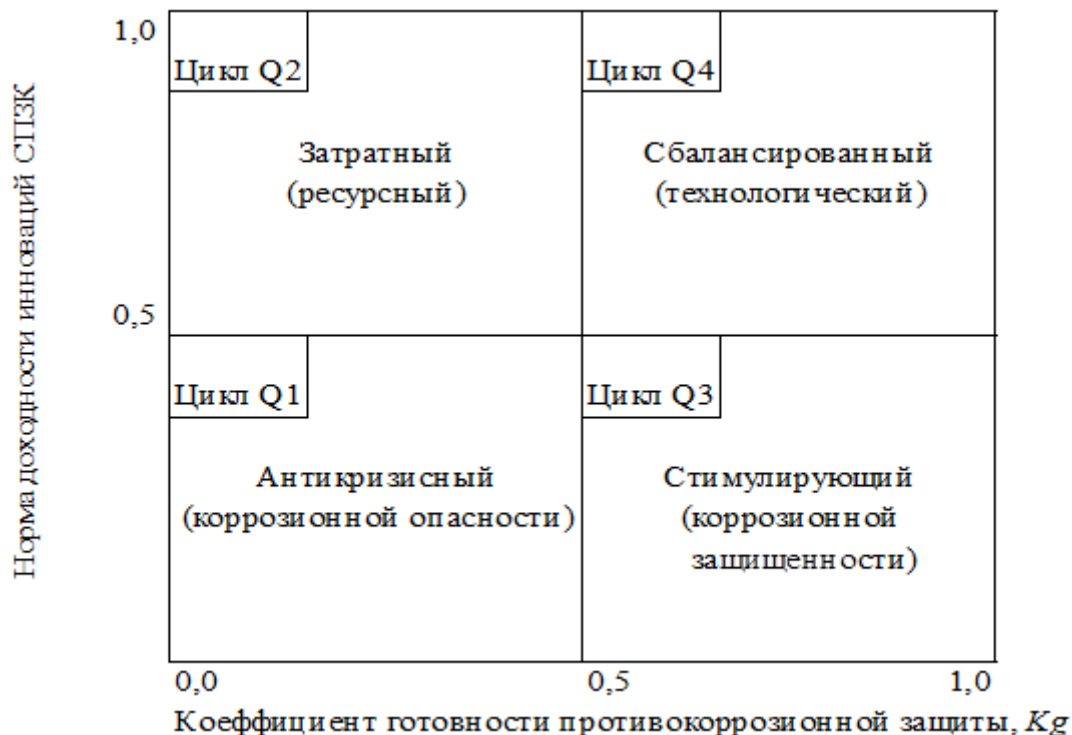 Норма доходности инноваций СПЗК
1,0
Цикл Q2
Цикл Q4
Затратный
(ресурсный)
Сбалансированный
(технологический)
0,5
Цикл Q1
Цикл Q3
Антикризисный
(коррозионной опасности)
Стимулирующий
(коррозионной
защищенности)
0,0
0,5
1,0
Коеффициент готовности противокоррозионной защиты, Kg